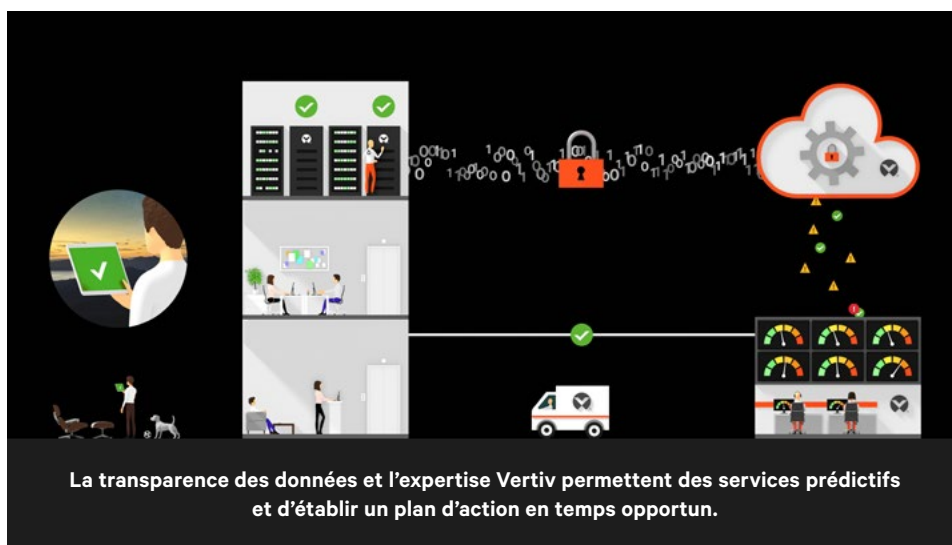 La transparence des données et l’expertise Vertiv permettent des services prédictifs
et d’établir un plan d’action en temps opportun.